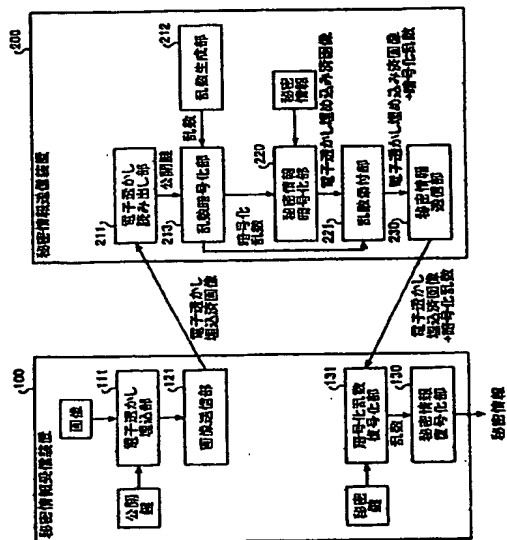 秘密情報送信装置
200
212
乱数生成部
乱数
211
電子透かし
読み出し部
公開鍵
213
乱数暗号化部
暗号化
乱数
秘密
情報
220
秘密情報
暗号化部
電子透かし埋め込み済画像
221
乱数添付部
電子透かし埋め込み済画像
+暗号化乱数
230
秘密情報
送信部
電子透かし
埋込済画像
電子透かし
埋込済画像
+暗号化乱数
秘密情報受信装置
100
画像
111
電子透かし
埋込部
公開
鍵
121
画像送信部
131
暗号化乱数
復号化部
秘密
鍵
乱数
130
秘密情報
復号化部
秘密情報